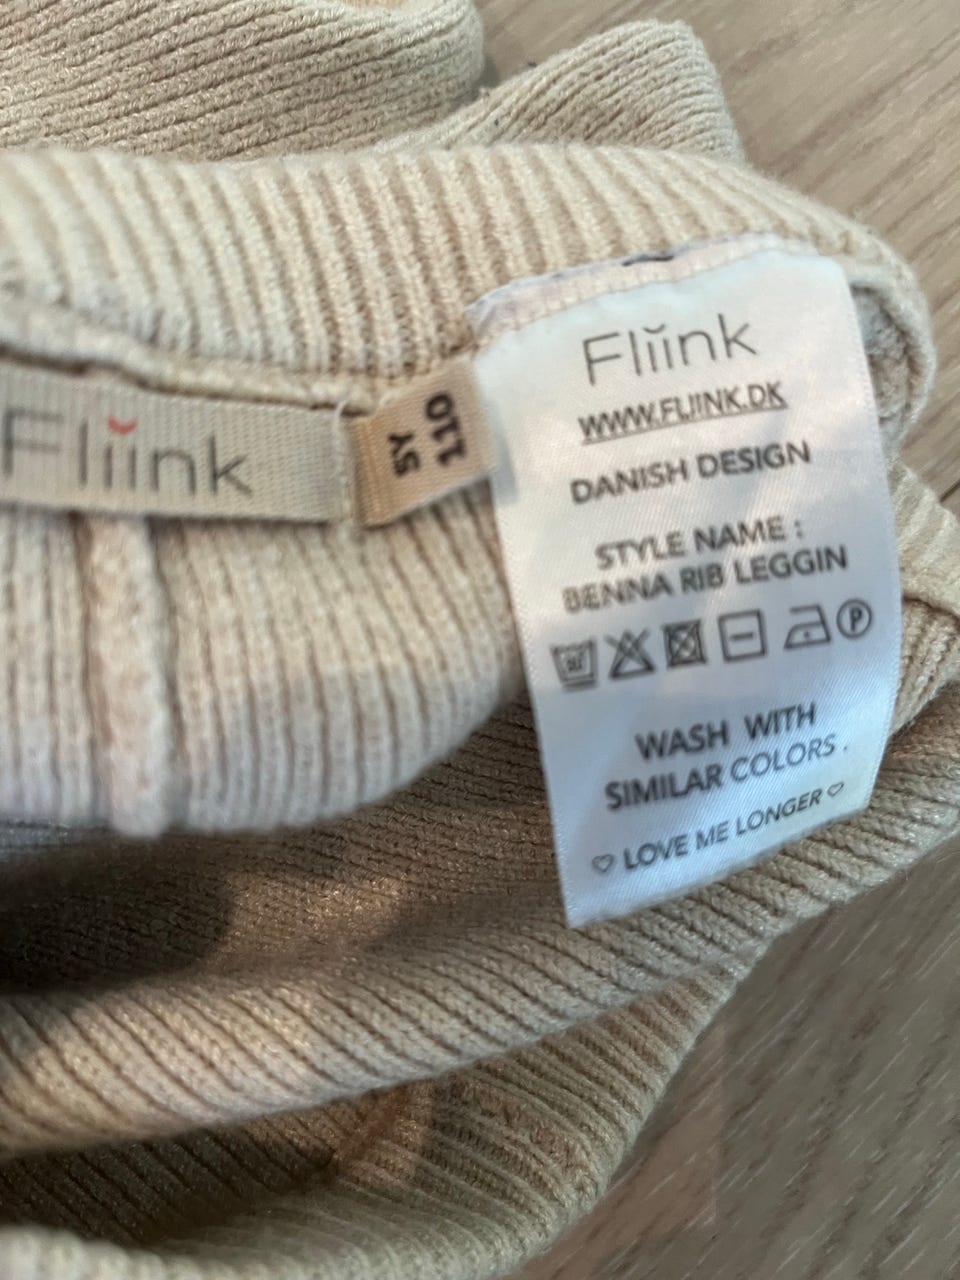 Fliink
5Y
110
Fliink
WWW.FLIINK.DK
DANISH DESIGN
STYLE NAME :
BENNA RIB LEGGIN
P
WASH WITH
SIMILAR COLORS .
♡ LOVE ME LONGER ♡